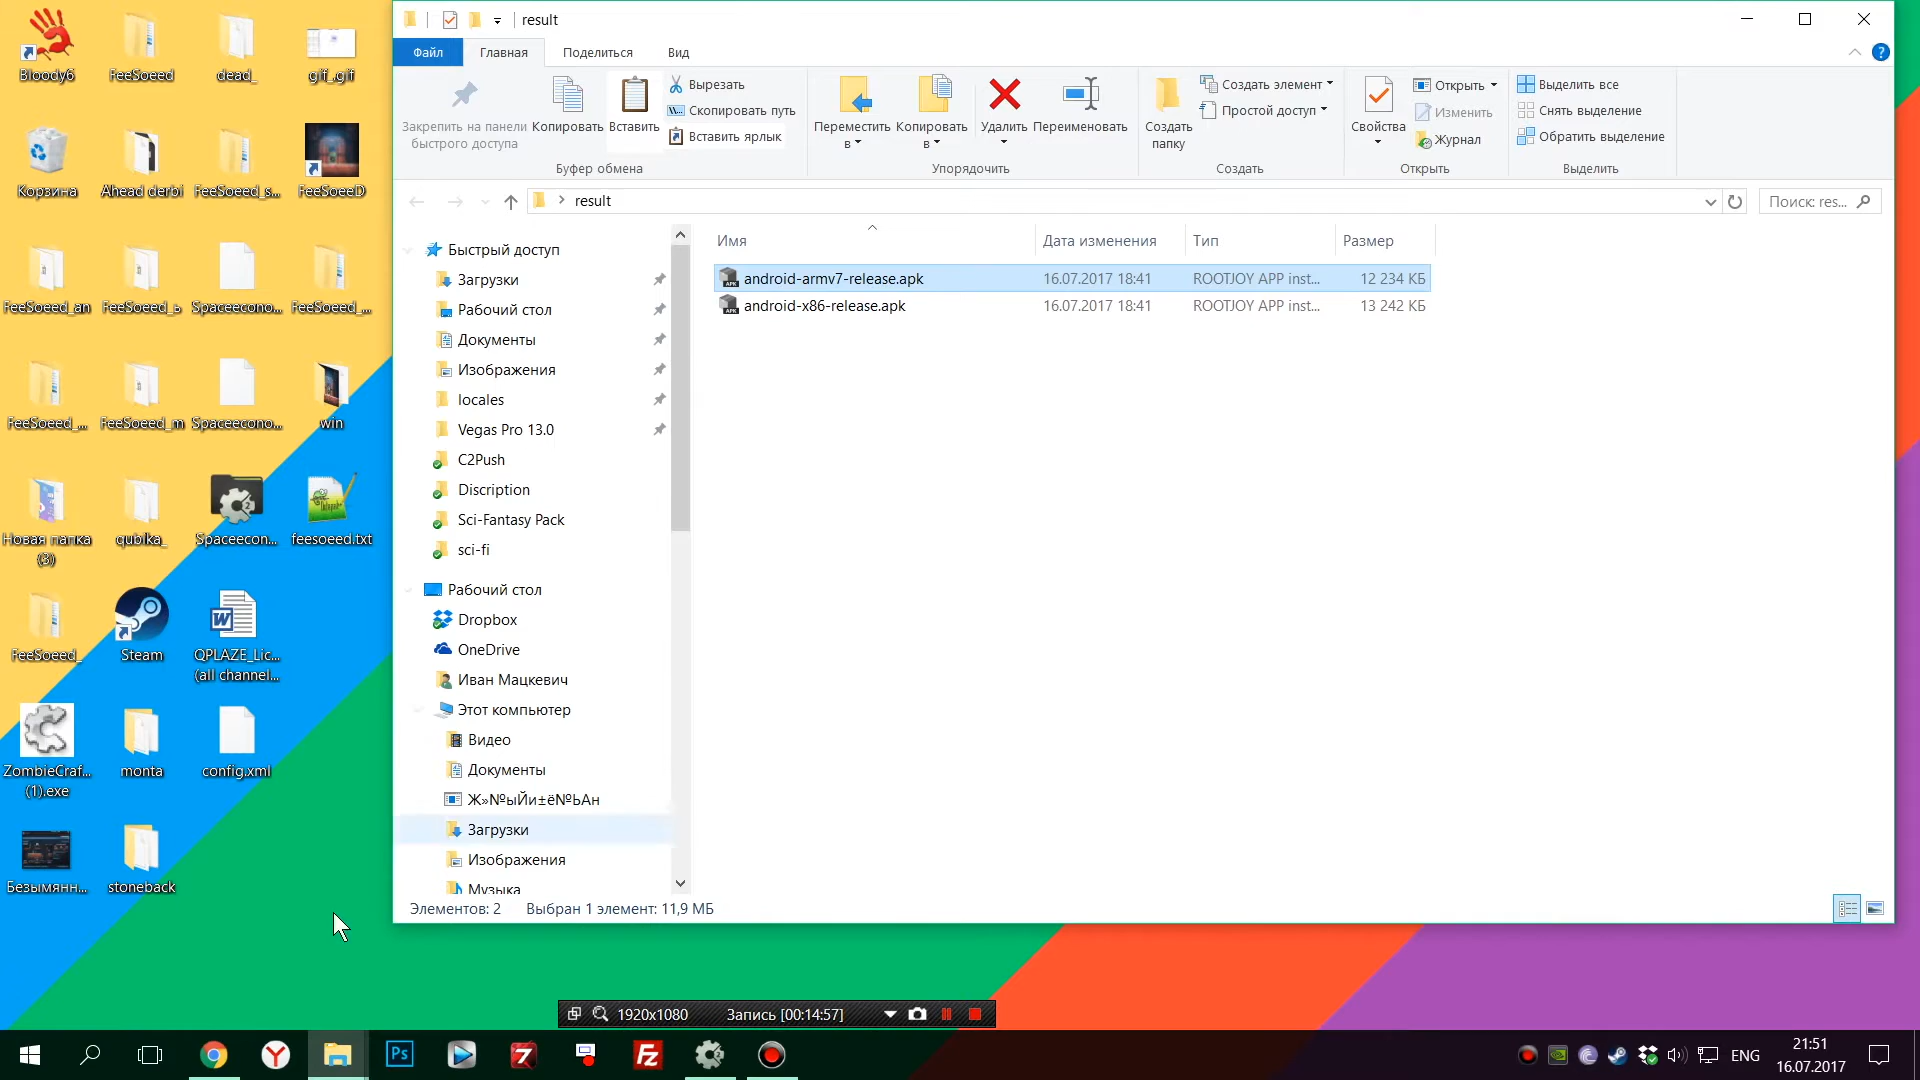 Bloody6
FeeSoeed
dead_
gif_.gif
Корзина
Ahead derbi
FeeSoeed_s...
FeeSoeeD
FeeSoeed_an
FeeSoeed_ь
Spaceecono...
FeeSoeed_...
FeeSoeed_...
FeeSoeed_m
Spaceecono...
win
Новая папка
(3)
qubika_
Spaceecon...
feesoeed.txt
FeeSoeed_
Steam
QPLAZE_Lic...
(all channel...
ZombieCraf...
(1).exe
monta
config.xml
Безымянн...
stoneback
result
Файл
Главная
Поделиться
Вид
Закрепить на панели
быстрого доступа
Копировать
Вставить
Вырезать
Скопировать путь
Вставить ярлык
Буфер обмена
Переместить
в
Копировать
в
Удалить
Переименовать
Упорядочить
Создать
папку
Создать элемент
Простой доступ
Создать
Свойства
Открыть
Изменить
Журнал
Открыть
Выделить все
Снять выделение
Обратить выделение
Выделить
result
Поиск: res...
Быстрый доступ
Загрузки
Рабочий стол
Документы
Изображения
locales
Vegas Pro 13.0
C2Push
Discription
Sci-Fantasy Pack
sci-fi
Рабочий стол
Dropbox
OneDrive
Иван Мацкевич
Этот компьютер
Видео
Документы
Ж»№ыЙи±ё№ЬАн
Загрузки
Изображения
Музыка
Имя
Дата изменения
Тип
Размер
android-armv7-release.apk 16.07.2017 18:41 ROOTJOY APP inst... 12 234 КБ
android-x86-release.apk 16.07.2017 18:41 ROOTJOY APP inst... 13 242 КБ
Элементов: 2 Выбран 1 элемент: 11,9 МБ
1920x1080 Запись [00:14:57]
Ps
ENG
21:51
16.07.2017